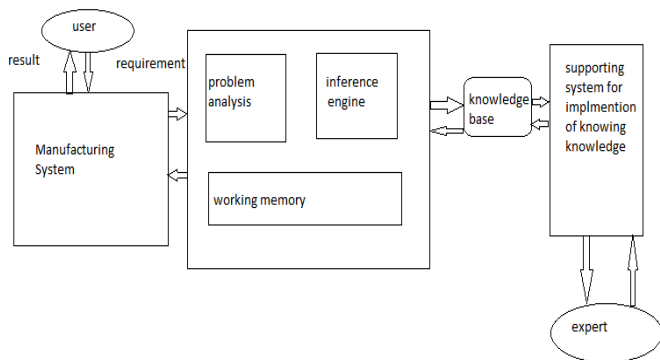 user
result
requirement
problem
analysis
inference
engine
Manufacturing
System
working memory
knowledge
base
supporting
system for
implmention
of knowing
knowledge
expert